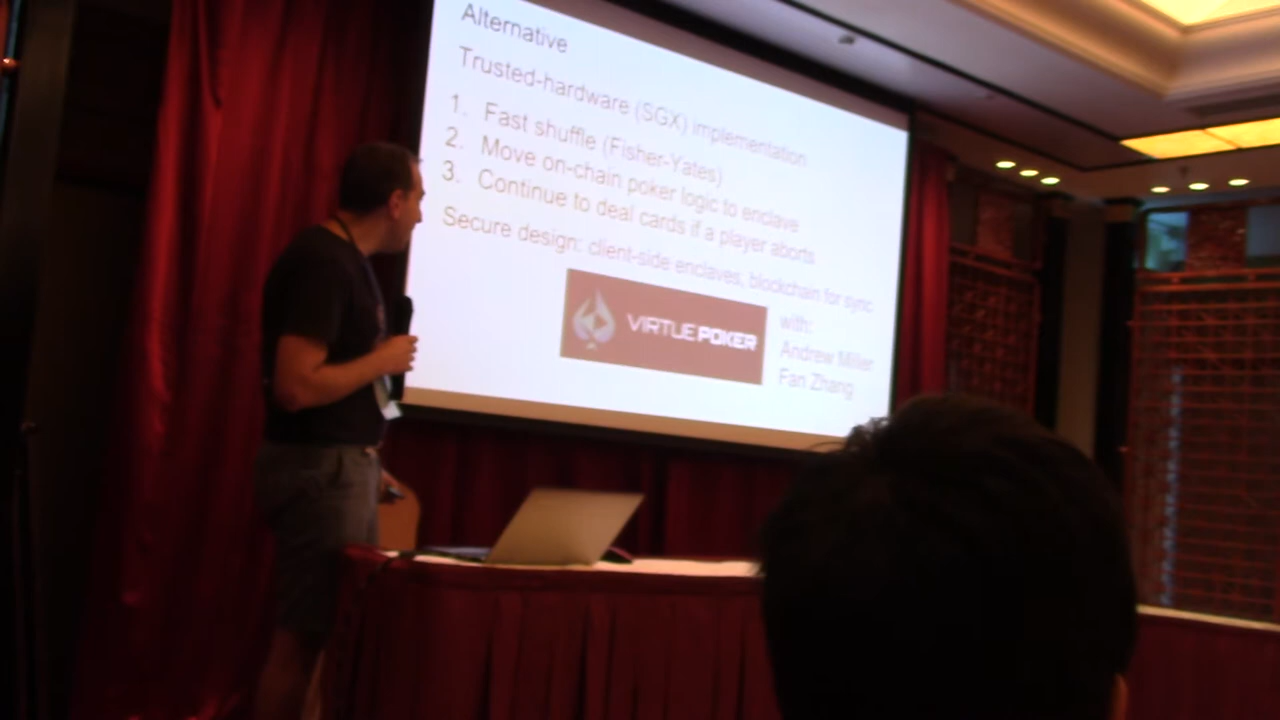 Alternative
Trusted-hardware (SGX) implementation
1. Fast shuffle (Fisher-Yates)
2. Move on-chain poker logic to enclave
3. Continue to deal cards if a player aborts
Secure design: client-side enclaves, blockchain for sync
VIRTUE POKER
with:
Andrew Miller
Fan Zhang